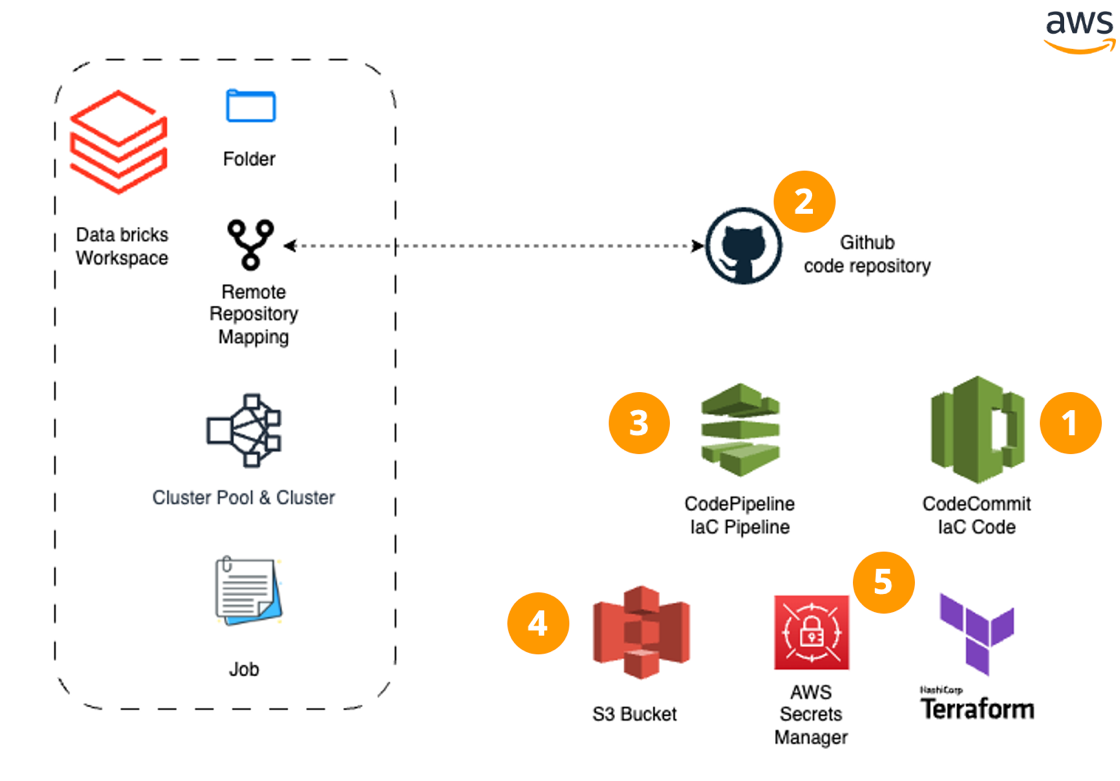 aws
Folder
Data bricks
Workspace
Remote
Repository
Mapping
2
Github
code repository
Cluster Pool & Cluster
3
1
CodePipeline
IaC Pipeline
CodeCommit
IaC Code
Job
4
5
S3 Bucket
AWS
Secrets
Manager
HashiCorp
Terraform